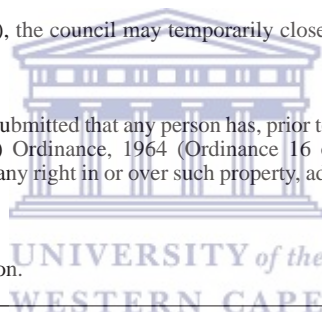 ), the council may temporarily close
ubmitted that any person has, prior t
) Ordinance, 1964 (Ordinance 16
any right in or over such property, ac
UNIVERSITY of the
on.
WESTERN CAPE